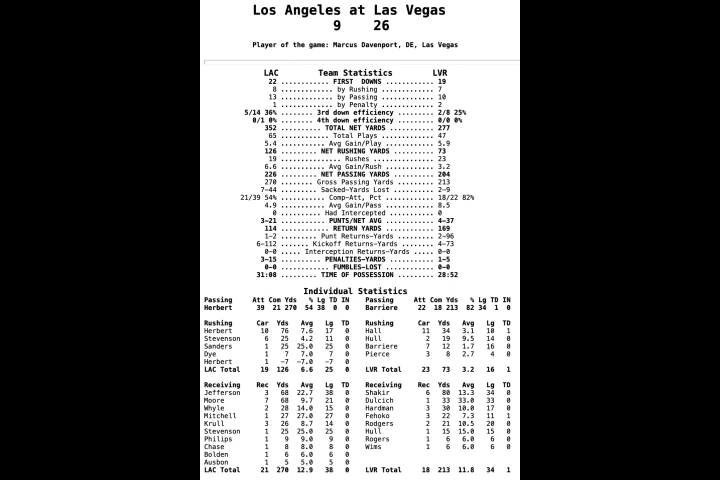 Los Angeles at Las Vegas
9 26
Player of the game: Marcus Davenport, DE, Las Vegas
LAC Team Statistics LVR
22 ............ FIRST DOWNS ............ 19
8 ............. by Rushing ............. 7
13 ............. by Passing ............. 10
1 ............. by Penalty ............. 2
5/14 36% ........ 3rd down efficiency ........ 2/8 25%
0/1 0% ........ 4th down efficiency ........ 0/0 0%
352 .......... TOTAL NET YARDS .......... 277
65 ............ Total Plays ............ 47
5.4 ............ Avg Gain/Play .......... 5.9
126 ......... NET RUSHING YARDS ......... 73
19 .............. Rushes ............... 23
6.6 ........... Avg Gain/Rush .......... 3.2
226 ......... NET PASSING YARDS ......... 204
270 ........ Gross Passing Yards ........ 213
7-44 ........ Sacked-Yards Lost ........ 2-9
21/39 54% ........... Comp-Att, Pct ........... 18/22 82%
4.9 ........... Avg Gain/Pass .......... 8.5
0 .......... Had Intercepted .......... 0
3-21 .......... PUNTS/NET AVG .......... 4-37
114 ........... RETURN YARDS ............ 169
1-2 ........ Punt Returns-Yards ........ 2-96
6-112 ...... Kickoff Returns-Yards ...... 4-73
0-0 .... Interception Returns-Yards ..... 0-0
3-15 ......... PENALTIES-YARDS .......... 1-5
0-0 ........... FUMBLES-LOST ........... 0-0
31:08 ........ TIME OF POSSESSION ........ 28:52
Individual Statistics
Passing Att Com Yds % Lg TD IN Passing Att Com Yds % Lg TD IN
Herbert 39 21 270 54 38 0 0 Barriere 22 18 213 82 34 1 0
Rushing Car Yds Avg Lg TD Rushing Car Yds Avg Lg TD
Herbert 10 76 7.6 17 0 Hall 11 34 3.1 10 1
Stevenson 6 25 4.2 11 0 Hull 2 19 9.5 14 0
Sanders 1 25 25.0 25 0 Barriere 7 12 1.7 16 0
Dye 1 7 7.0 7 0 Pierce 3 8 2.7 4 0
Herbert 1 -7 -7.0 -7 0
LAC Total 19 126 6.6 25 0 LVR Total 23 73 3.2 16 1
Receiving Rec Yds Avg Lg TD Receiving Rec Yds Avg Lg TD
Jefferson 3 68 22.7 38 0 Shakir 6 80 13.3 34 0
Moore 7 68 9.7 21 0 Dulcich 1 33 33.0 33 0
Whyle 2 28 14.0 15 0 Hardman 3 30 10.0 17 0
Mitchell 1 27 27.0 27 0 Fehoko 3 22 7.3 11 1
Krull 3 26 8.7 14 0 Rodgers 2 21 10.5 20 0
Stevenson 1 25 25.0 25 0 Hull 1 15 15.0 15 0
Philips 1 9 9.0 9 0 Rogers 1 6 6.0 6 0
Chase 1 8 8.0 8 0 Wims 1 6 6.0 6 0
Bolden 1 6 6.0 6 0
Ausbon 1 5 5.0 5 0
LAC Total 21 270 12.9 38 0 LVR Total 18 213 11.8 34 1